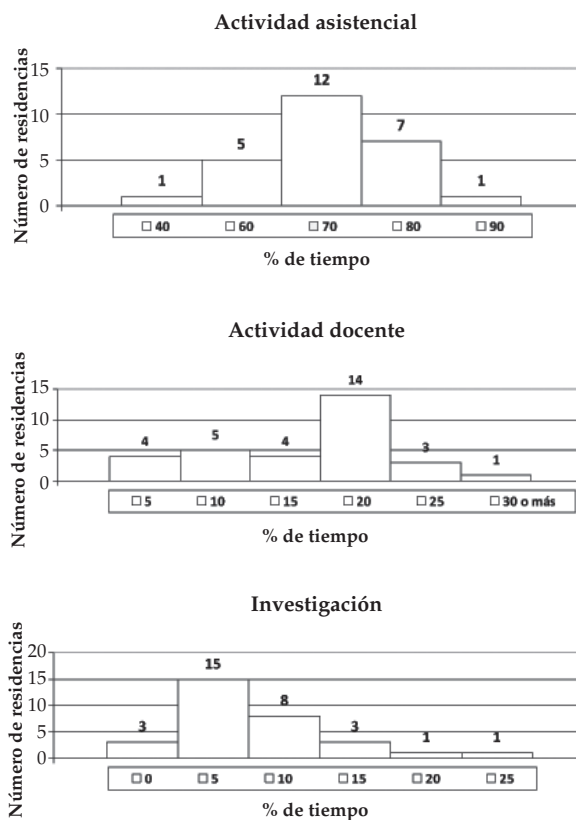 Actividad asistencial
Número de residencias
15
12
10
7
5
5
1
1
0
40 60 70 80 90
% de tiempo
Actividad docente
Número de residencias
15
14
10
4
5
4
5
3
1
0
5 10 15 20 25 30 o más
% de tiempo
Investigación
Número de residencias
20
15
15
10
8
5
3
3
1
1
0
0 5 10 15 20 25
% de tiempo